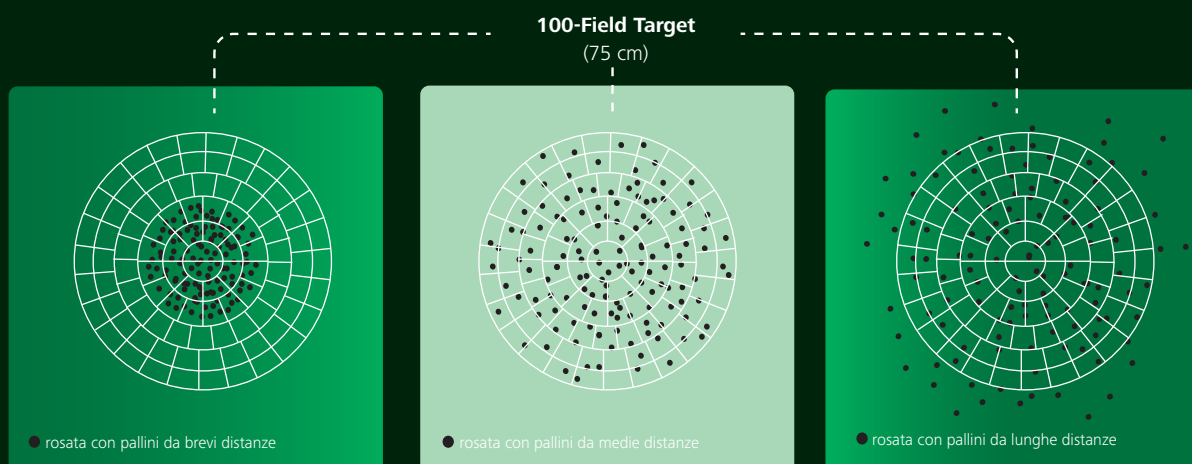 100-Field Target
(75 cm)
rosata con pallini da brevi distanze
rosata con pallini da medie distanze
rosata con pallini da lunghe distanze